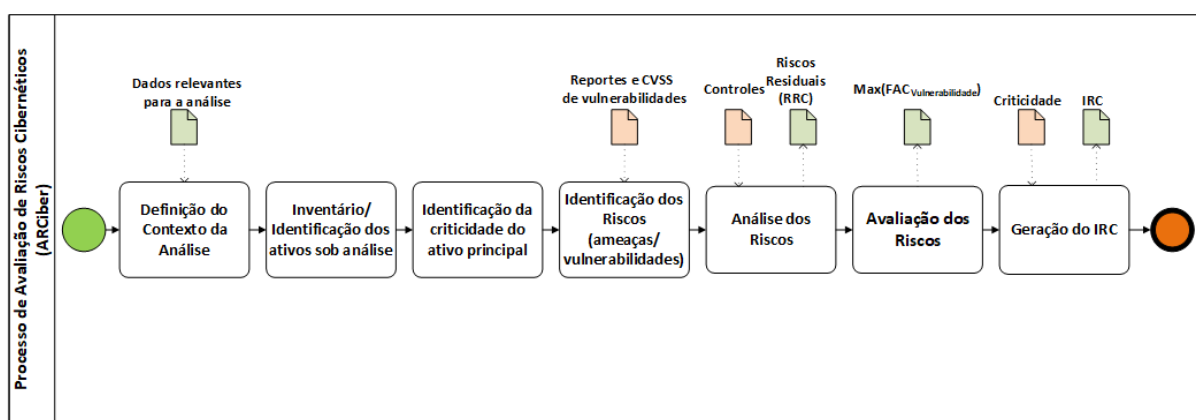 Processo de Avaliação de Riscos Cibernéticos
(ARCiber)
Dados relevantes
para a análise
Reportes e CVSS
de vulnerabilidades
Controles
Riscos
Residuais
(RRC)
Max(FAC Vulnerabilidade)
Criticidade
IRC
Definição do
Contexto da
Análise
Inventário/
Identificação dos
ativos sob análise
Identificação da
criticidade do
ativo principal
Identificação dos
Riscos
(ameaças/
vulnerabilidades)
Análise dos
Riscos
Avaliação dos
Riscos
Geração do IRC